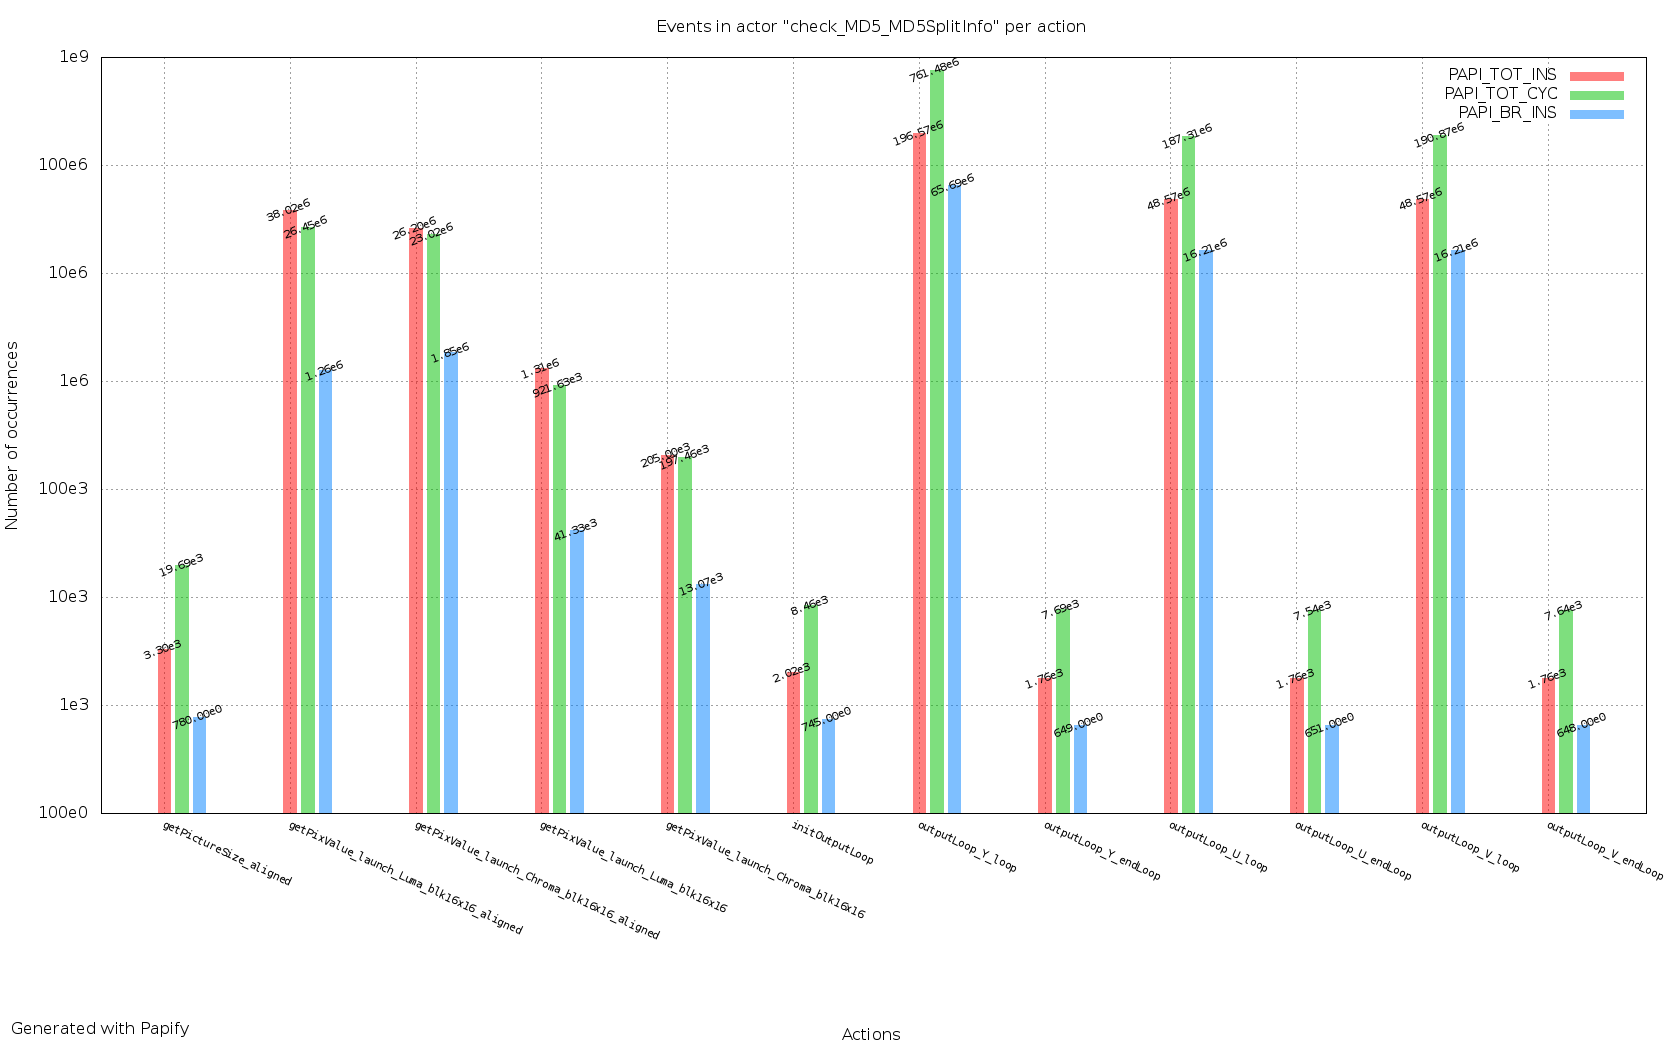 Events in actor "check_MD5_MD5SplitInfo" per action
PAPI_TOT_INS
PAPI_TOT_CYC
PAPI_BR_INS
1e9
100e6
10e6
1e6
100e3
10e3
1e3
100e0
Number of occurrences
3.30e3
19.69e3
780.00e0
38.02e6
26.45e6
1.26e6
26.20e6
23.02e6
1.85e6
1.31e6
921.63e3
41.33e3
205.00e3
197.46e3
13.07e3
2.02e3
8.46e3
745.00e0
196.57e6
761.48e6
65.69e6
1.76e3
7.69e3
649.00e0
48.57e6
187.31e6
16.21e6
1.76e3
7.54e3
651.00e0
48.57e6
190.87e6
16.21e6
1.76e3
7.64e3
648.00e0
getPictureSize_aligned
getPixValue_launch_Luma_blk16x16_aligned
getPixValue_launch_Chroma_blk16x16_aligned
getPixValue_launch_Luma_blk16x16
getPixValue_launch_Chroma_blk16x16
initOutputLoop
outputLoop_Y_loop
outputLoop_Y_endLoop
outputLoop_U_loop
outputLoop_U_endLoop
outputLoop_V_loop
outputLoop_V_endLoop
Generated with Papify
Actions